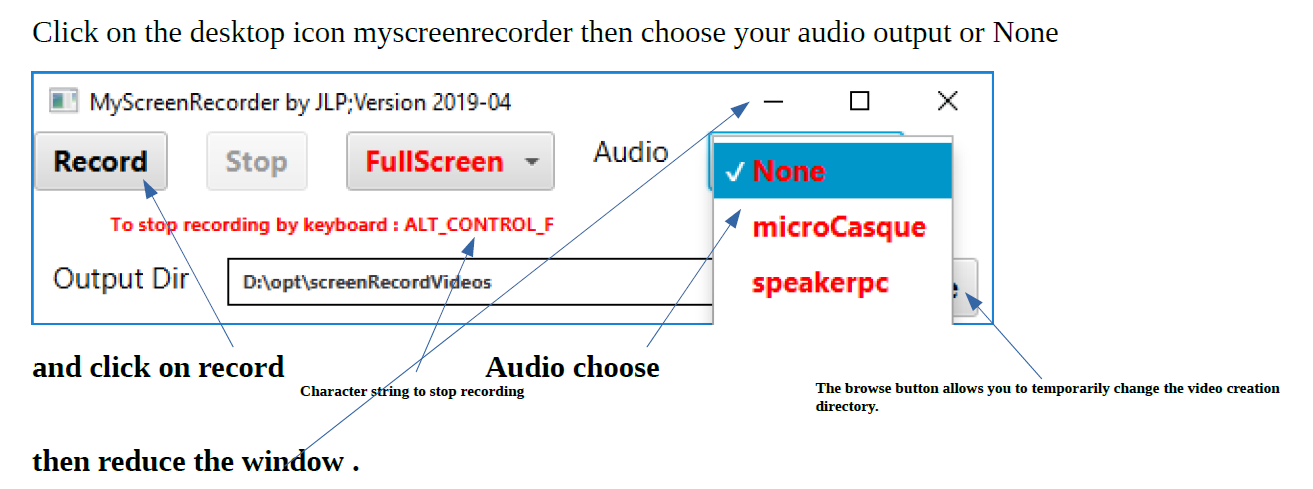 Click on the desktop icon myscreenrecorder then choose your audio output or None
MyScreenRecorder by JLP;Version 2019-04
Record
Stop
FullScreen
Audio
None
microCasque
speakerpc
To stop recording by keyboard : ALT_CONTROL_F
Output Dir
D:\opt\screenRecordVideos
and click on record
Audio choose
Character string to stop recording
The browse button allows you to temporarily change the video creation
directory.
then reduce the window .